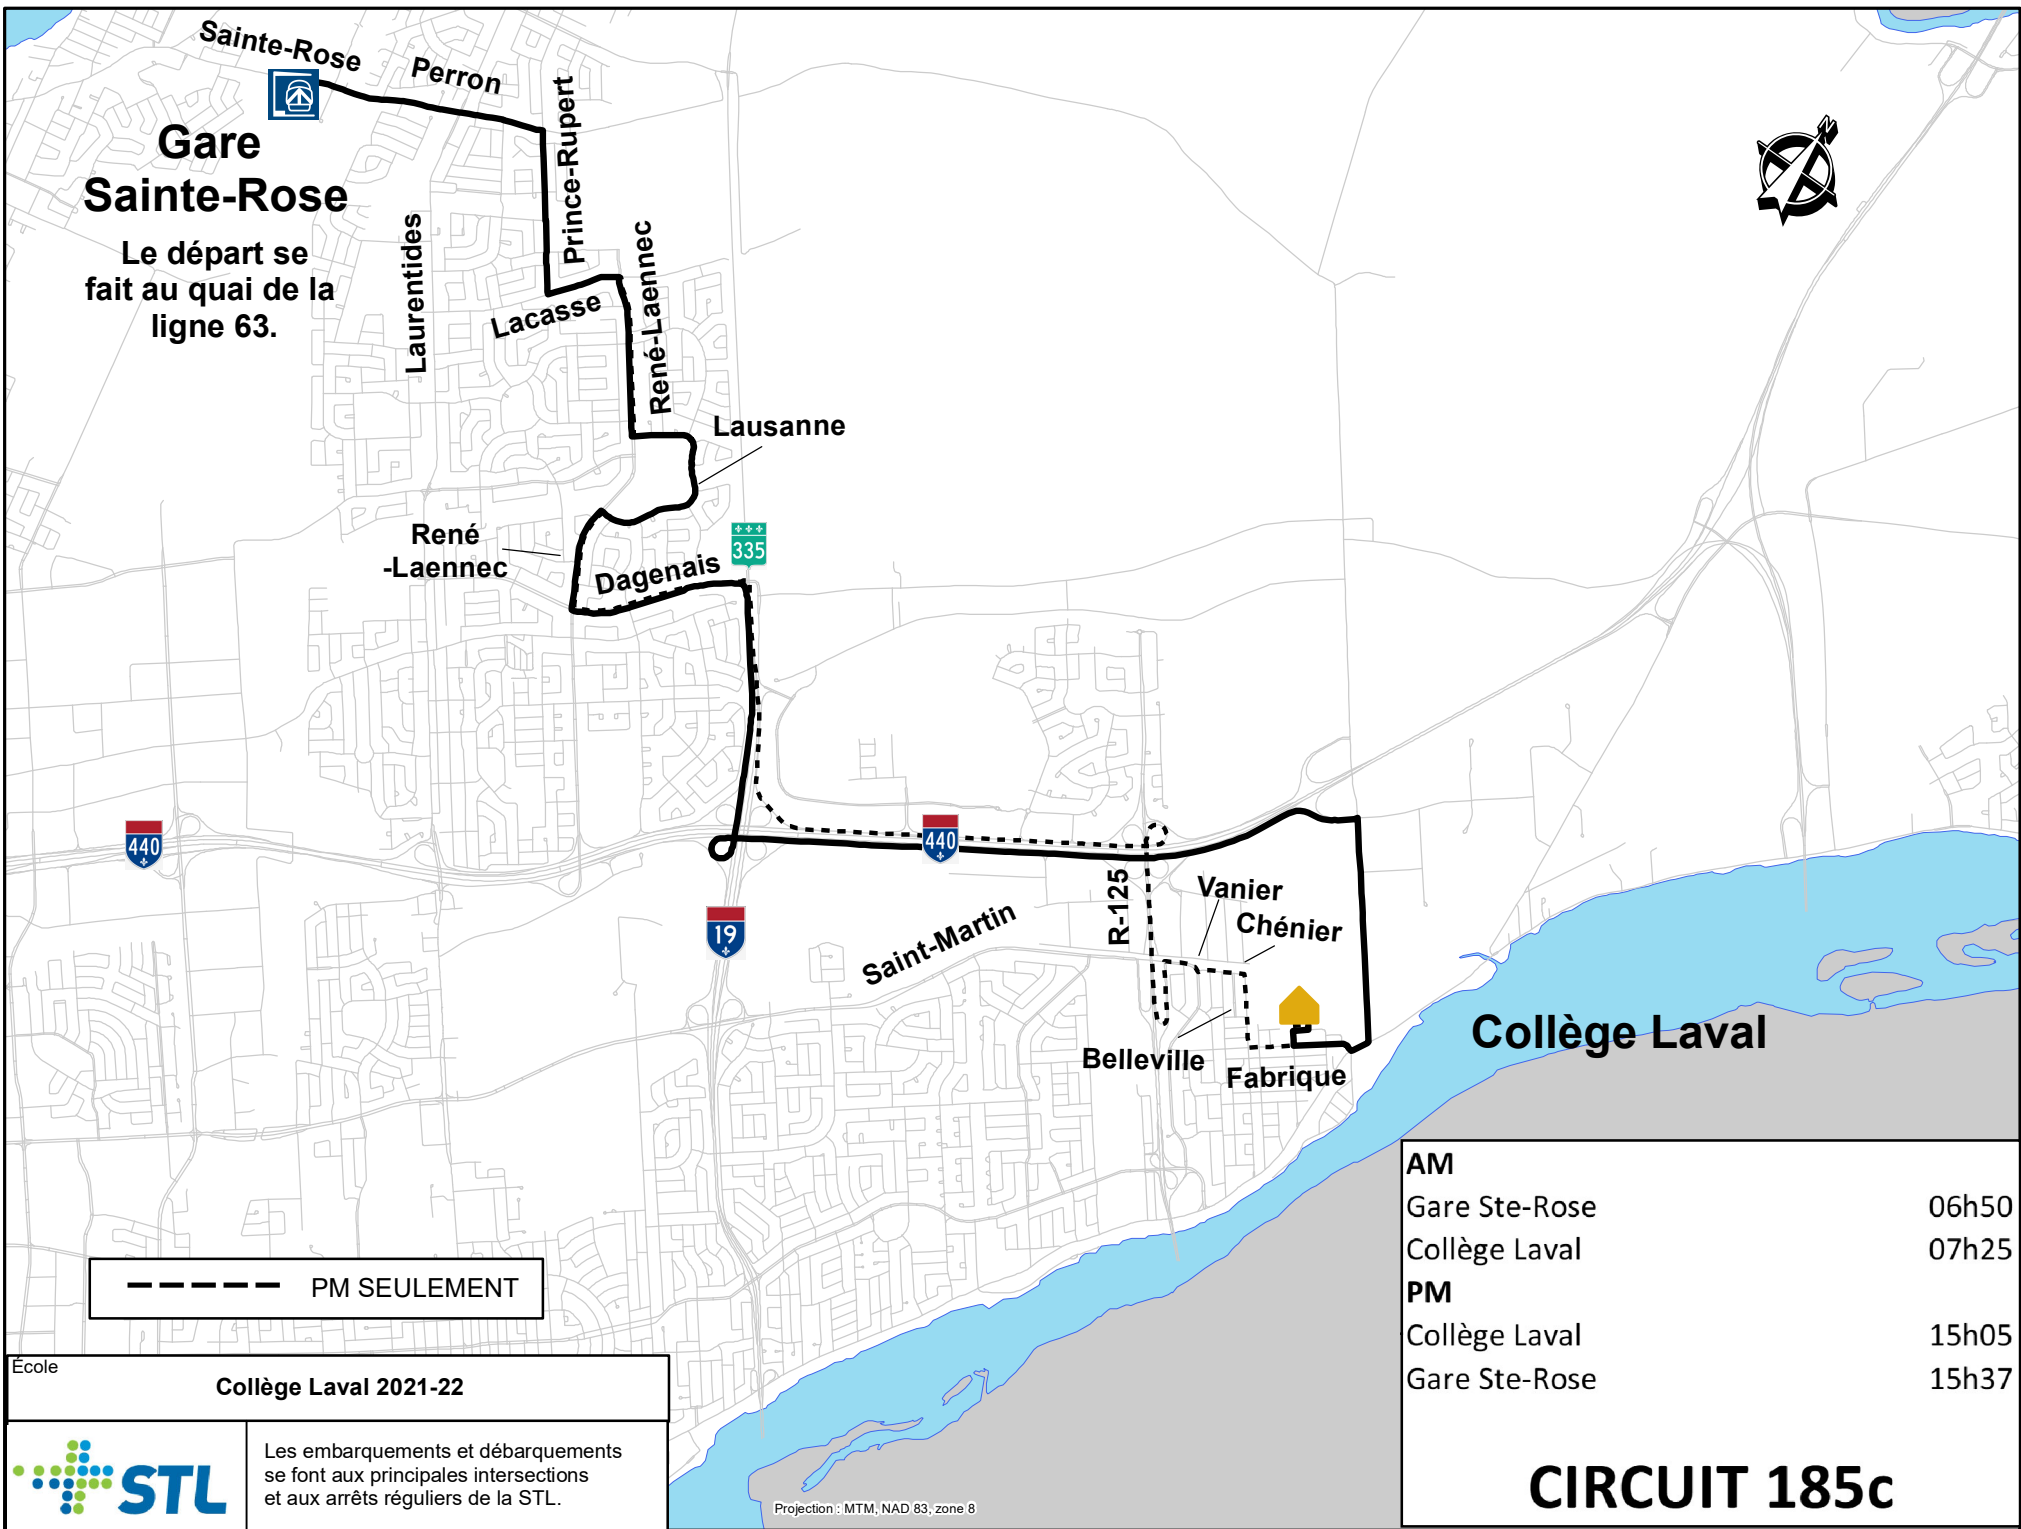 Sainte-Rose
Perron
Prince-Rupert
Gare
Sainte-Rose
Le départ se
fait au quai de la
ligne 63.
Laurentides
Lacasse
René-Laennec
Lausanne
René
-Laennec
Dagenais
335
N
440
440
19
Saint-Martin
R-125
Vanier
Chénier
Belleville
Fabrique
Collège Laval
PM SEULEMENT
AM
Gare Ste-Rose 06h50
Collège Laval 07h25
PM
Collège Laval 15h05
Gare Ste-Rose 15h37
CIRCUIT 185c
École
Collège Laval 2021-22
STL
Les embarquements et débarquements
se font aux principales intersections
et aux arrêts réguliers de la STL.
Projection : MTM, NAD 83, zone 8